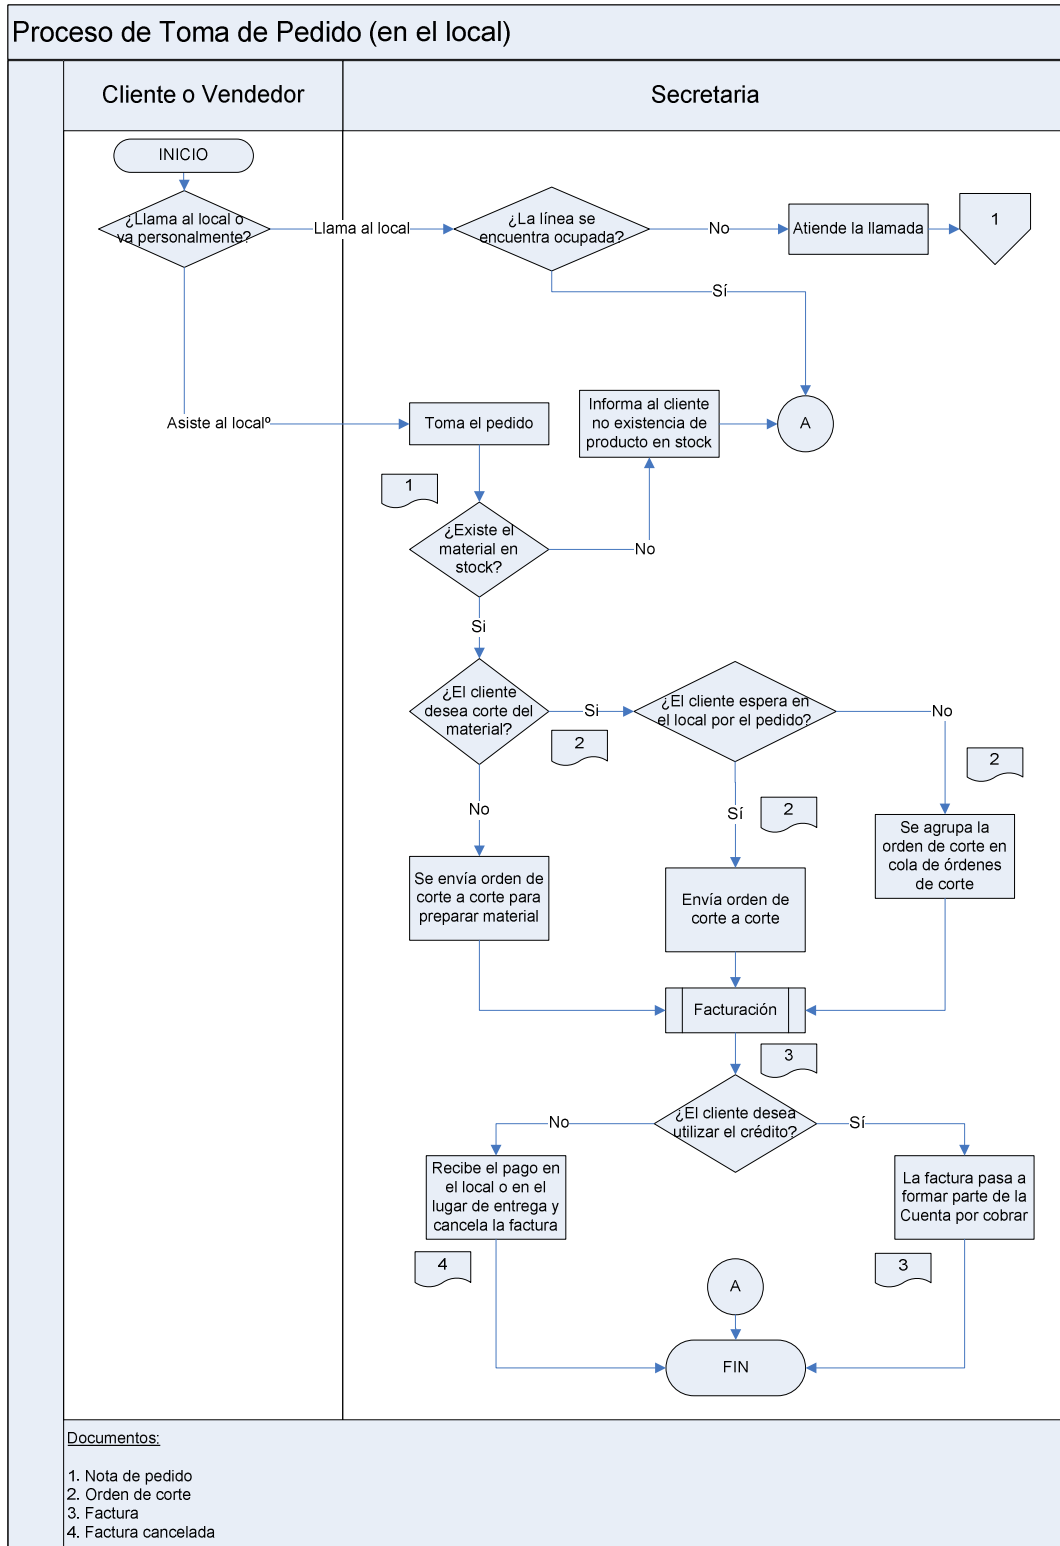 Proceso de Toma de Pedido (en el local)
Cliente o Vendedor
Secretaria
INICIO
¿Llama al local o
va personalmente?
Llama al local
¿La línea se
encuentra ocupada?
No
Atiende la llamada
1
Sí
Asiste al localº
Toma el pedido
Informa al cliente
no existencia de
producto en stock
A
1
¿Existe el
material en
stock?
No
Si
¿El cliente
desea corte del
material?
Si
2
¿El cliente espera en
el local por el pedido?
No
2
No
Sí
2
Se agrupa la
orden de corte en
cola de órdenes
de corte
Se envía orden de
corte a corte para
preparar material
Envía orden de
corte a corte
Facturación
3
¿El cliente desea
utilizar el crédito?
No
Sí
Recibe el pago en
el local o en el
lugar de entrega y
cancela la factura
La factura pasa a
formar parte de la
Cuenta por cobrar
4
3
A
FIN
Documentos:
1. Nota de pedido
2. Orden de corte
3. Factura
4. Factura cancelada